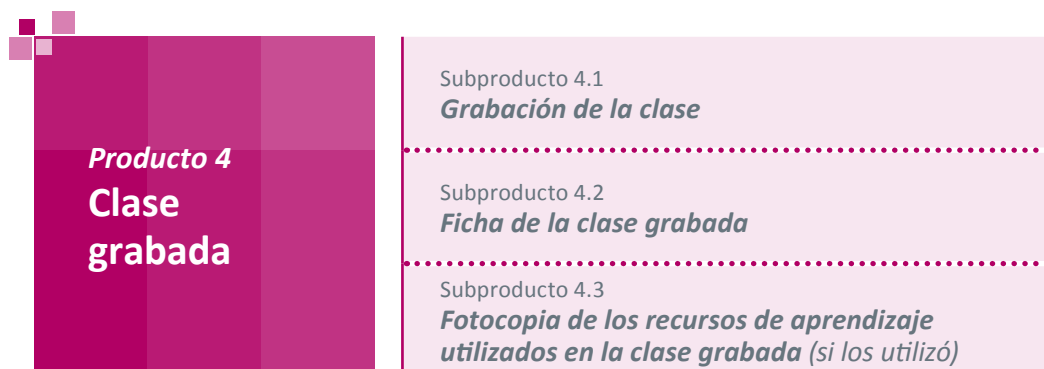 Producto 4
Clase
grabada
Subproducto 4.1
Grabación de la clase
Subproducto 4.2
Ficha de la clase grabada
Subproducto 4.3
Fotocopia de los recursos de aprendizaje
utilizados en la clase grabada (si los utilizó)